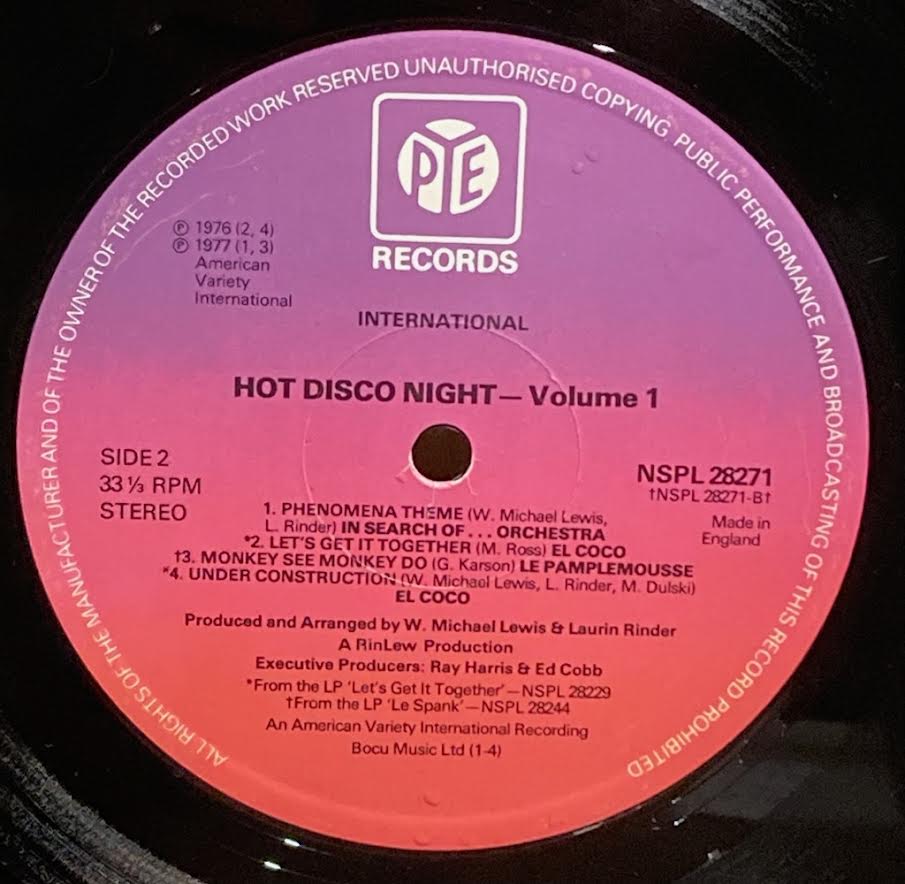 ALL RIGHTS OF THE MANUFACTURER AND OF THE OWNER OF THE RECORDED WORK RESERVED UNAUTHORISED COPYING PUBLIC PERFORMANCE AND BROADCASTING OF THIS RECORD PROHIBITED
PYE
RECORDS
℗ 1976 (2, 4)
℗ 1977 (1, 3)
American
Variety
International
INTERNATIONAL
HOT DISCO NIGHT — Volume 1
SIDE 2
33⅓ RPM
STEREO
NSPL 28271
†NSPL 28271-B†
Made in
England
1. PHENOMENA THEME (W. Michael Lewis,
L. Rinder) IN SEARCH OF... ORCHESTRA
*2. LET'S GET IT TOGETHER (M. Ross) EL COCO
†3. MONKEY SEE MONKEY DO (G. Karson) LE PAMPLEMOUSSE
*4. UNDER CONSTRUCTION (W. Michael Lewis, L. Rinder, M. Dulski)
EL COCO
Produced and Arranged by W. Michael Lewis & Laurin Rinder
A RinLew Production
Executive Producers: Ray Harris & Ed Cobb
*From the LP 'Let's Get It Together' — NSPL 28229
†From the LP 'Le Spank' — NSPL 28244
An American Variety International Recording
Bocu Music Ltd (1-4)